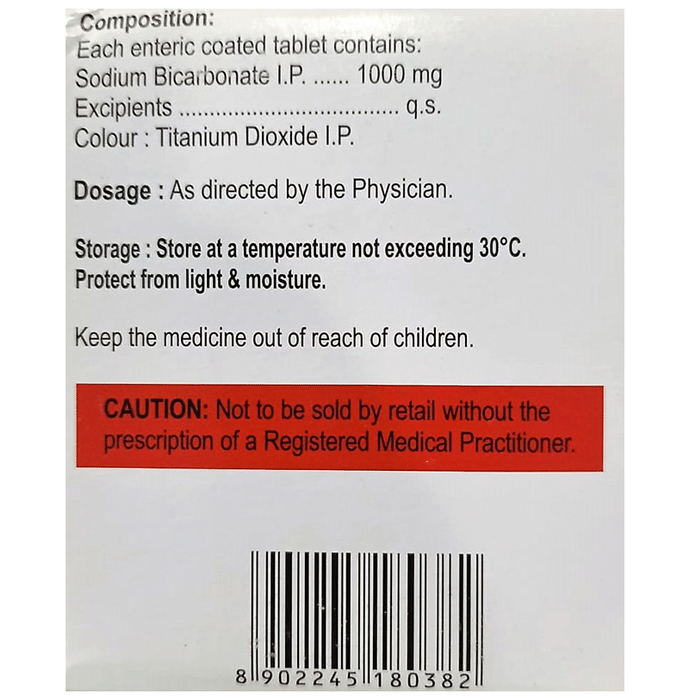 Composition:
Each enteric coated tablet contains:
Sodium Bicarbonate I.P. ...... 1000 mg
Excipients .................................... q.s.
Colour : Titanium Dioxide I.P.
Dosage : As directed by the Physician.
Storage : Store at a temperature not exceeding 30°C.
Protect from light & moisture.
Keep the medicine out of reach of children.
CAUTION: Not to be sold by retail without the
prescription of a Registered Medical Practitioner.
8 902245 180382